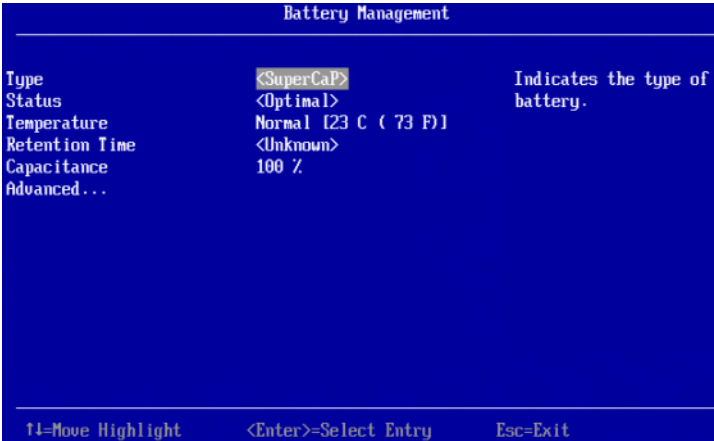 Battery Management
Type <SuperCaP> Indicates the type of
Status <Optimal> battery.
Temperature Normal [23 C ( 73 F)]
Retention Time <Unknown>
Capacitance 100 %
Advanced...
↑↓=Move Highlight <Enter>=Select Entry Esc=Exit